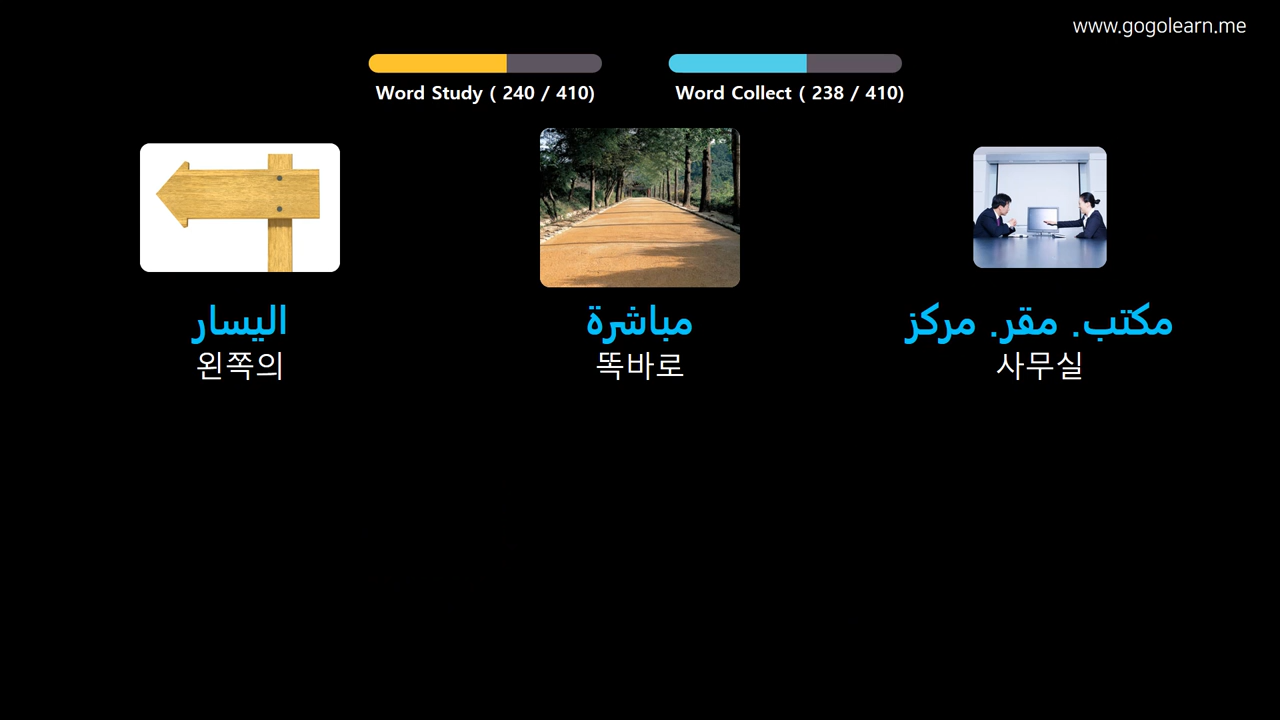 www.gogolearn.me
Word Study ( 240 / 410)
Word Collect ( 238 / 410)
اليسار
왼쪽의
مباشرة
똑바로
مكتب. مقر. مركز
사무실